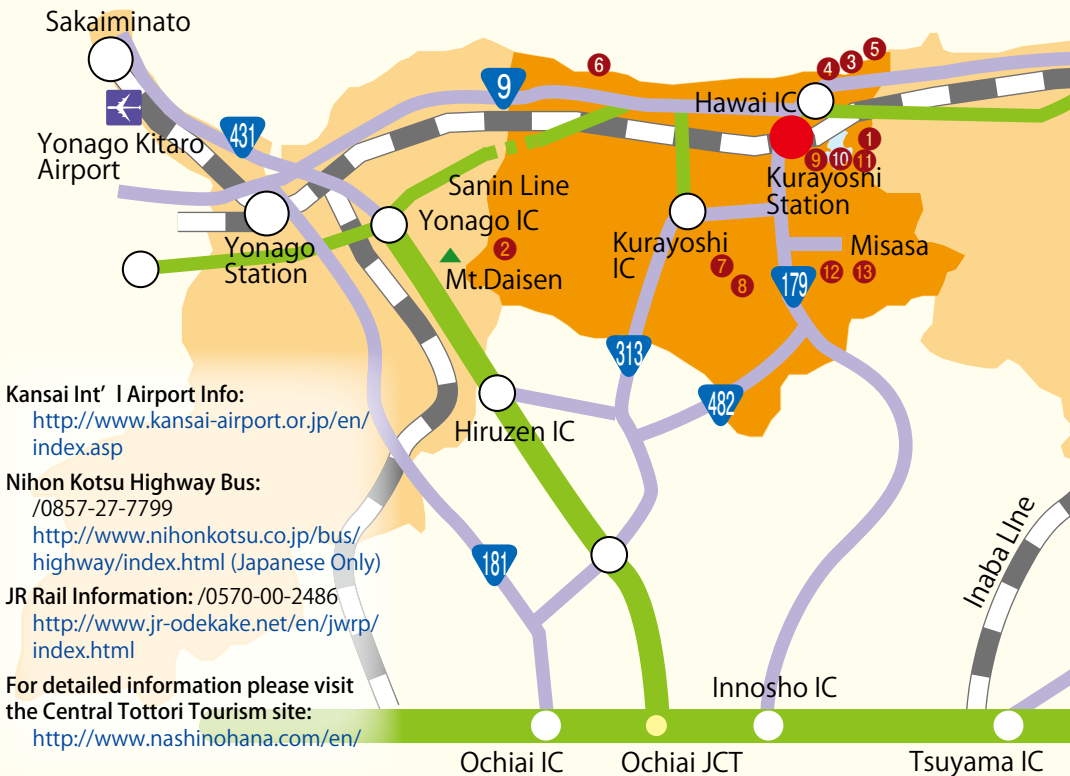 Sakaiminato
Yonago Kitaro
Airport
431
9
6
4
3
5
Hawai IC
1
9
10
11
Kurayoshi
Station
Sanin Line
Yonago IC
Yonago
Station
2
Mt.Daisen
Kurayoshi
IC
7
8
Misasa
179
12
13
313
482
Hiruzen IC
181
Kansai Int’ l Airport Info:
http://www.kansai-airport.or.jp/en/
index.asp
Nihon Kotsu Highway Bus:
/0857-27-7799
http://www.nihonkotsu.co.jp/bus/
highway/index.html (Japanese Only)
JR Rail Information: /0570-00-2486
http://www.jr-odekake.net/en/jwrp/
index.html
For detailed information please visit
the Central Tottori Tourism site:
http://www.nashinohana.com/en/
Inaba LIne
Innosho IC
Ochiai IC
Ochiai JCT
Tsuyama IC